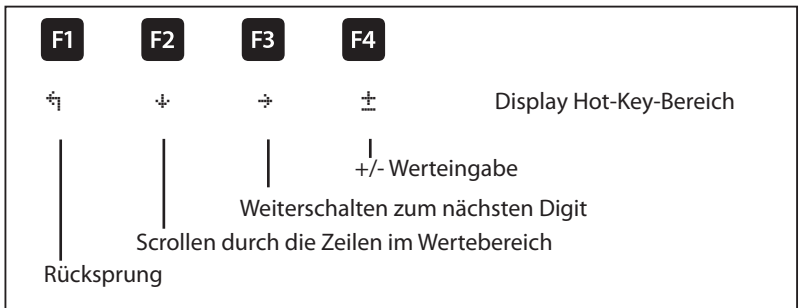 F1 F2 F3 F4
± Display Hot-Key-Bereich
+/- Werteingabe
Weiterschalten zum nächsten Digit
Scrollen durch die Zeilen im Wertebereich
Rücksprung